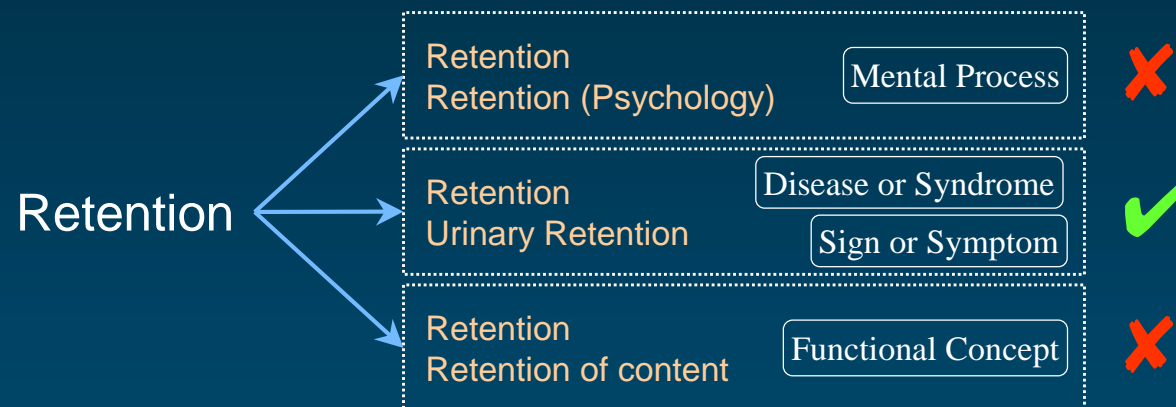 Retention
Retention
Retention (Psychology)
Mental Process
Retention
Urinary Retention
Disease or Syndrome
Sign or Symptom
Retention
Retention of content
Functional Concept